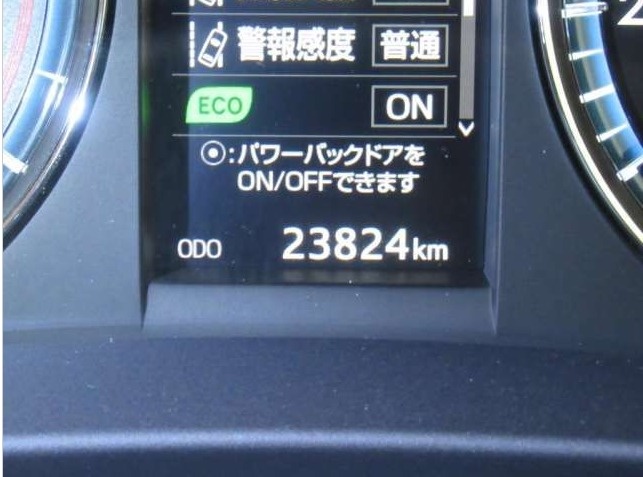 警報感度 普通
ECO ON
⦿:パワーバックドアを
ON/OFFできます
ODO 23824km